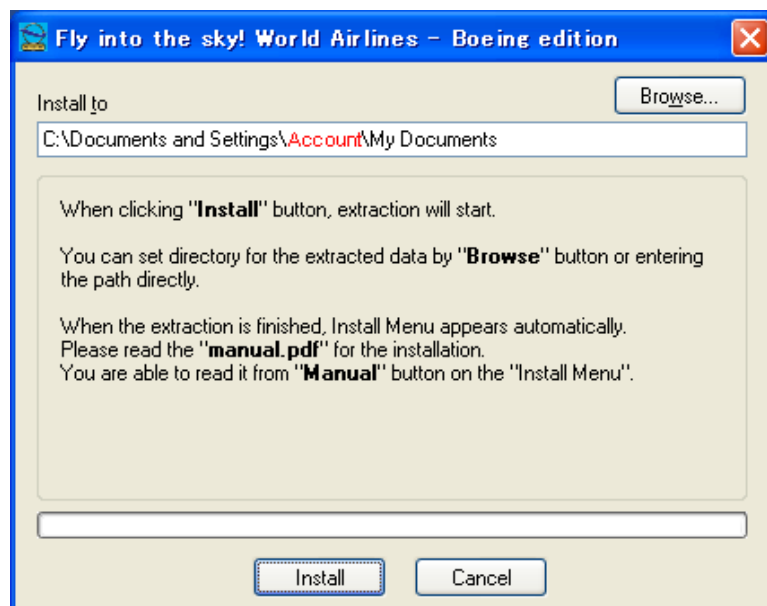 Fly into the sky! World Airlines - Boeing edition
Install to
Browse...
C:\Documents and Settings\Account\My Documents
When clicking "Install" button, extraction will start.
You can set directory for the extracted data by "Browse" button or entering
the path directly.
When the extraction is finished, Install Menu appears automatically.
Please read the "manual.pdf" for the installation.
You are able to read it from "Manual" button on the "Install Menu".
Install
Cancel